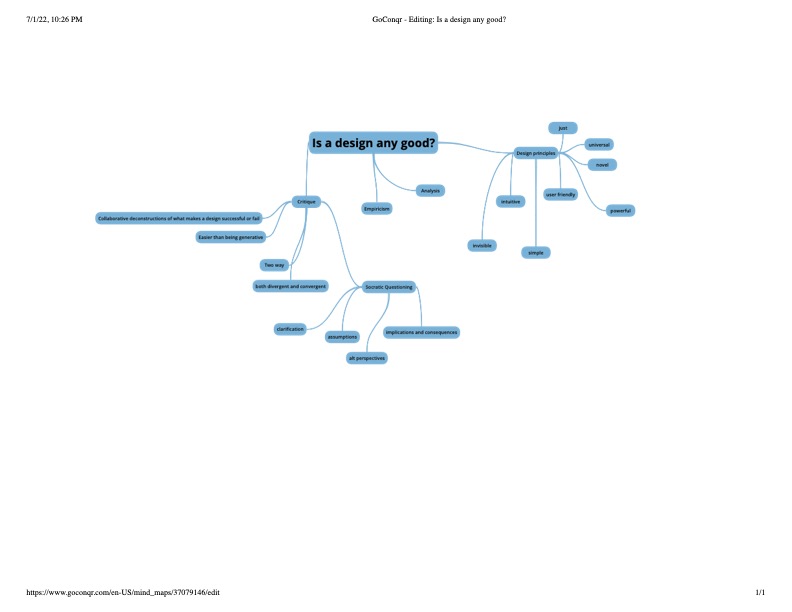 7/1/22, 10:26 PM
GoConqr - Editing: Is a design any good?
Is a design any good?
just
universal
Design principles
novel
Analysis
user friendly
intuitive
Critique
Empiricism
powerful
Collaborative deconstructions of what makes a design successful or fail
Easier than being generative
invisible
simple
Two way
both divergent and convergent
Socratic Questioning
clarification
assumptions
implications and consequences
alt perspectives
https://www.goconqr.com/en-US/mind_maps/37079146/edit
1/1